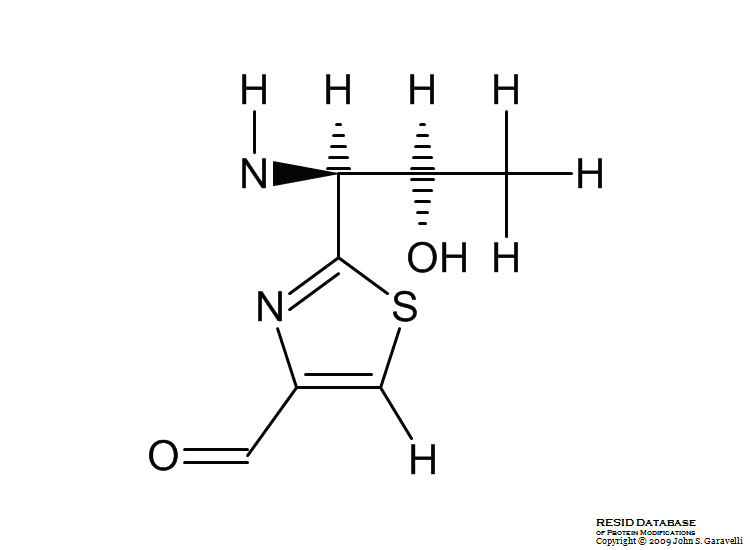 H H H H
N H
OH H
N S
O H
RESID DATABASE
OF PROTEIN MODIFICATIONS
Copyright © 2009 John S. Garavelli